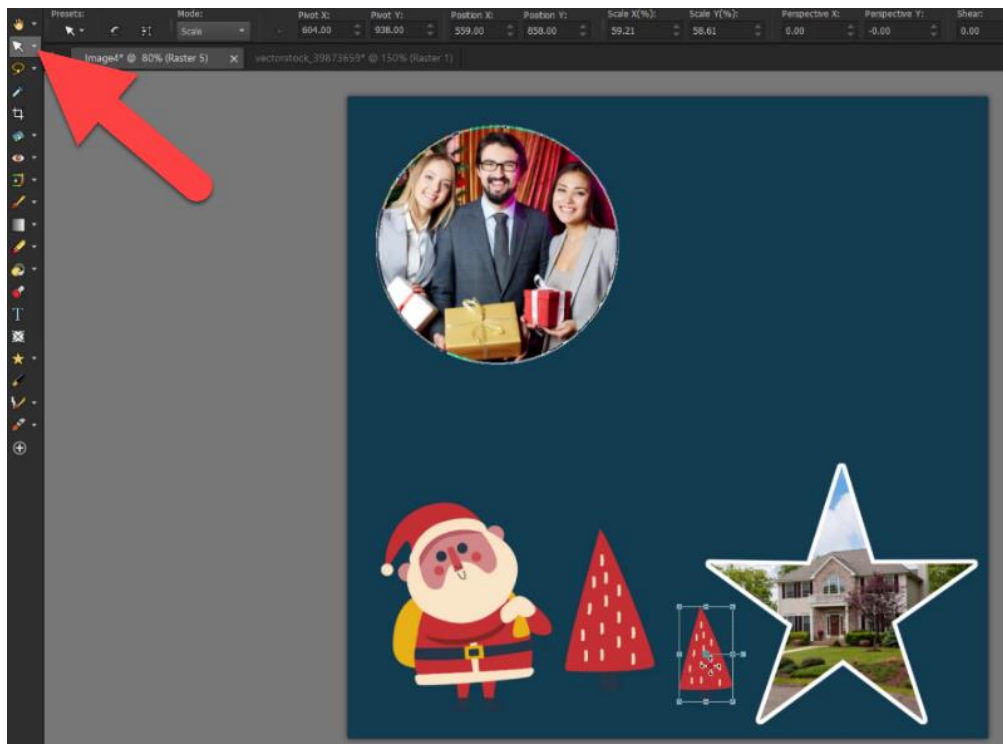 Presets:
Mode:
Pivot X:
Pivot Y:
Position X:
Position Y:
Scale X(%):
Scale Y(%):
Perspective X:
Perspective Y:
Shear:
Scale
604.00
938.00
559.00
858.00
59.21
58.61
0.00
-0.00
0.00
Image4* @ 80% (Raster 5)
X
vectorstock_39873659* @ 150% (Raster 1)
T